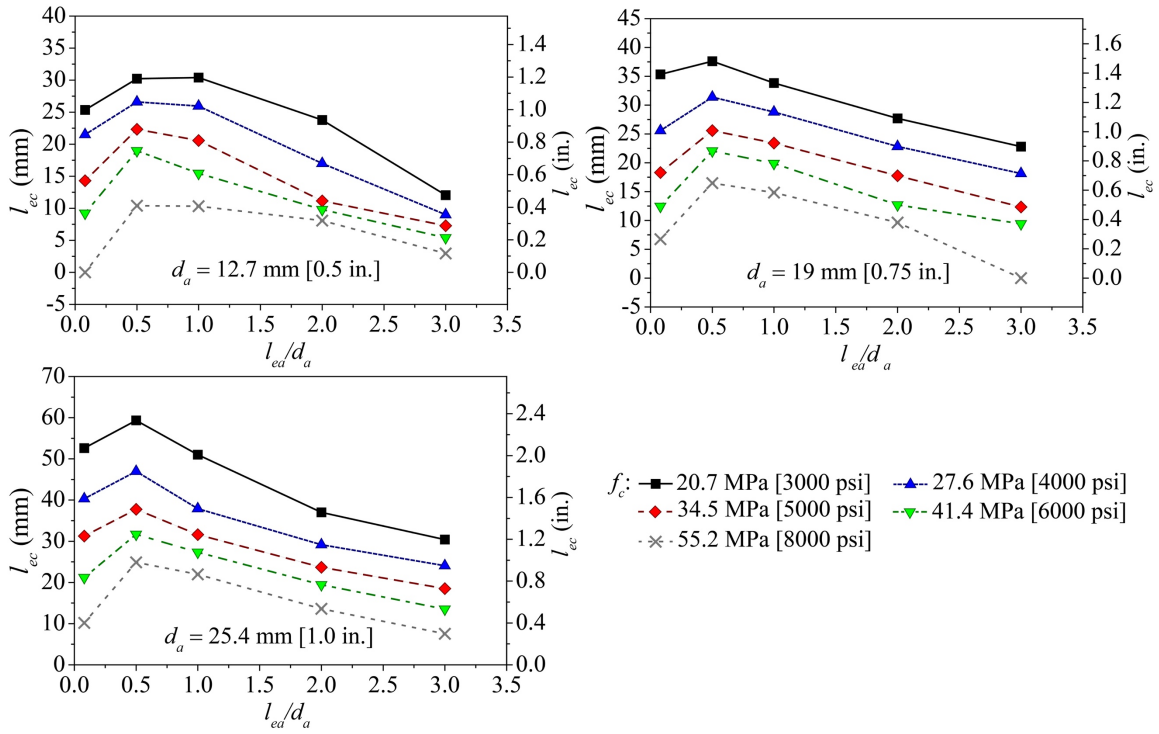 40
35
30
25
20
15
10
5
0
-5
l_ec (mm)
1.4
1.2
1.0
0.8
0.6
0.4
0.2
0.0
l_ec (in.)
d_a = 12.7 mm [0.5 in.]
0.0 0.5 1.0 1.5 2.0 2.5 3.0 3.5
l_ea/d_a
45
40
35
30
25
20
15
10
5
0
-5
l_ec (mm)
1.6
1.4
1.2
1.0
0.8
0.6
0.4
0.2
0.0
l_ec (in.)
d_a = 19 mm [0.75 in.]
0.0 0.5 1.0 1.5 2.0 2.5 3.0 3.5
l_ea/d_a
70
60
50
40
30
20
10
0
l_ec (mm)
2.4
2.0
1.6
1.2
0.8
0.4
0.0
l_ec (in.)
d_a = 25.4 mm [1.0 in.]
0.0 0.5 1.0 1.5 2.0 2.5 3.0 3.5
l_ea/d_a
f_c: 20.7 MPa [3000 psi] 27.6 MPa [4000 psi]
34.5 MPa [5000 psi] 41.4 MPa [6000 psi]
55.2 MPa [8000 psi]